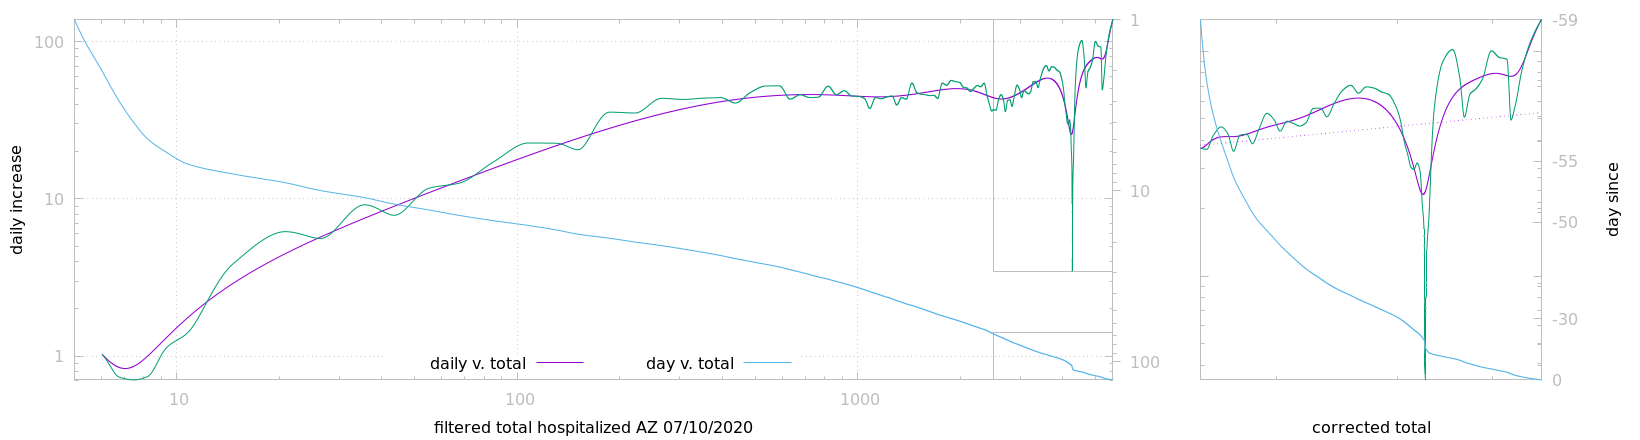 100
10
1
daily increase
10
100
1000
filtered total hospitalized AZ 07/10/2020
daily v. total
day v. total
1
10
100
-59
-55
-50
-30
0
day since
corrected total